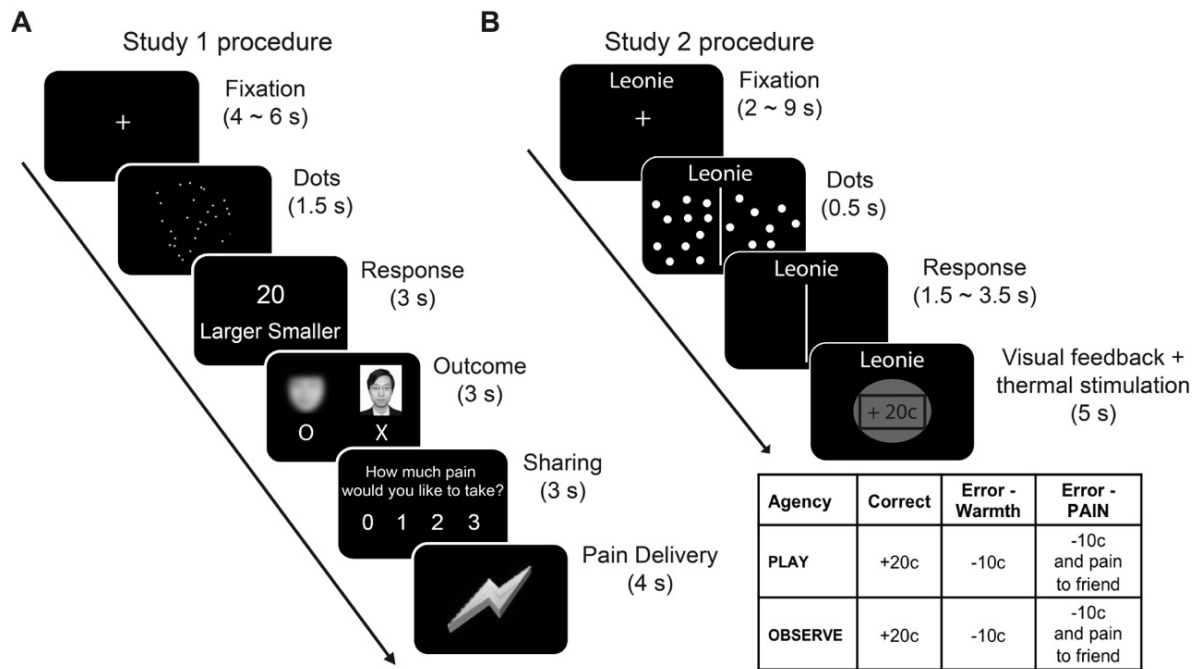 A
Study 1 procedure
+
Fixation
(4 ~ 6 s)
Dots
(1.5 s)
20
Larger Smaller
Response
(3 s)
O X
Outcome
(3 s)
How much pain
would you like to take?
0 1 2 3
Sharing
(3 s)
Pain Delivery
(4 s)
B
Study 2 procedure
Leonie
+
Fixation
(2 ~ 9 s)
Leonie
Dots
(0.5 s)
Leonie
Response
(1.5 ~ 3.5 s)
Leonie
+ 20c
Visual feedback +
thermal stimulation
(5 s)
Agency Correct Error - Warmth Error - PAIN
PLAY +20c -10c -10c and pain to friend
OBSERVE +20c -10c -10c and pain to friend